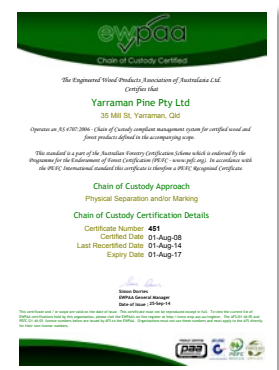 ewpaa
Chain of Custody Certified
The Engineered Wood Products Association of Australasia Ltd.
Certifies that
Yarraman Pine Pty Ltd
35 Mill St, Yarraman, Qld
Operates an AS 4707:2006 - Chain of Custody compliant management system for certified wood and
forest products defined in the accompanying scope.
This standard is a part of the Australian Forestry Certification Scheme which is endorsed by the
Programme for the Endorsement of Forest Certification (PEFC - www.pefc.org). In accordance with
the PEFC International standard this certificate is therefore a PEFC Recognised Certificate.
Chain of Custody Approach
Physical Separation and/or Marking
Chain of Custody Certification Details
Certificate Number 451
Certified Date 01-Aug-08
Last Recertified Date 01-Aug-14
Expiry Date 01-Aug-17
Simon Dorries
EWPAA General Manager
Date of Issue : 25-Sep-14
paa
PEFC